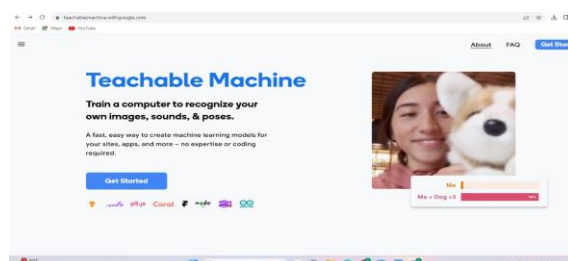 teachablemachine.withgoogle.com
Gmail Maps YouTube
About FAQ Get Star
Teachable Machine
Train a computer to recognize your
own images, sounds, & poses.
A fast, easy way to create machine learning models for
your sites, apps, and more – no expertise or coding
required.
Get Started
p5.js Coral node
Me
Me + Dog <3